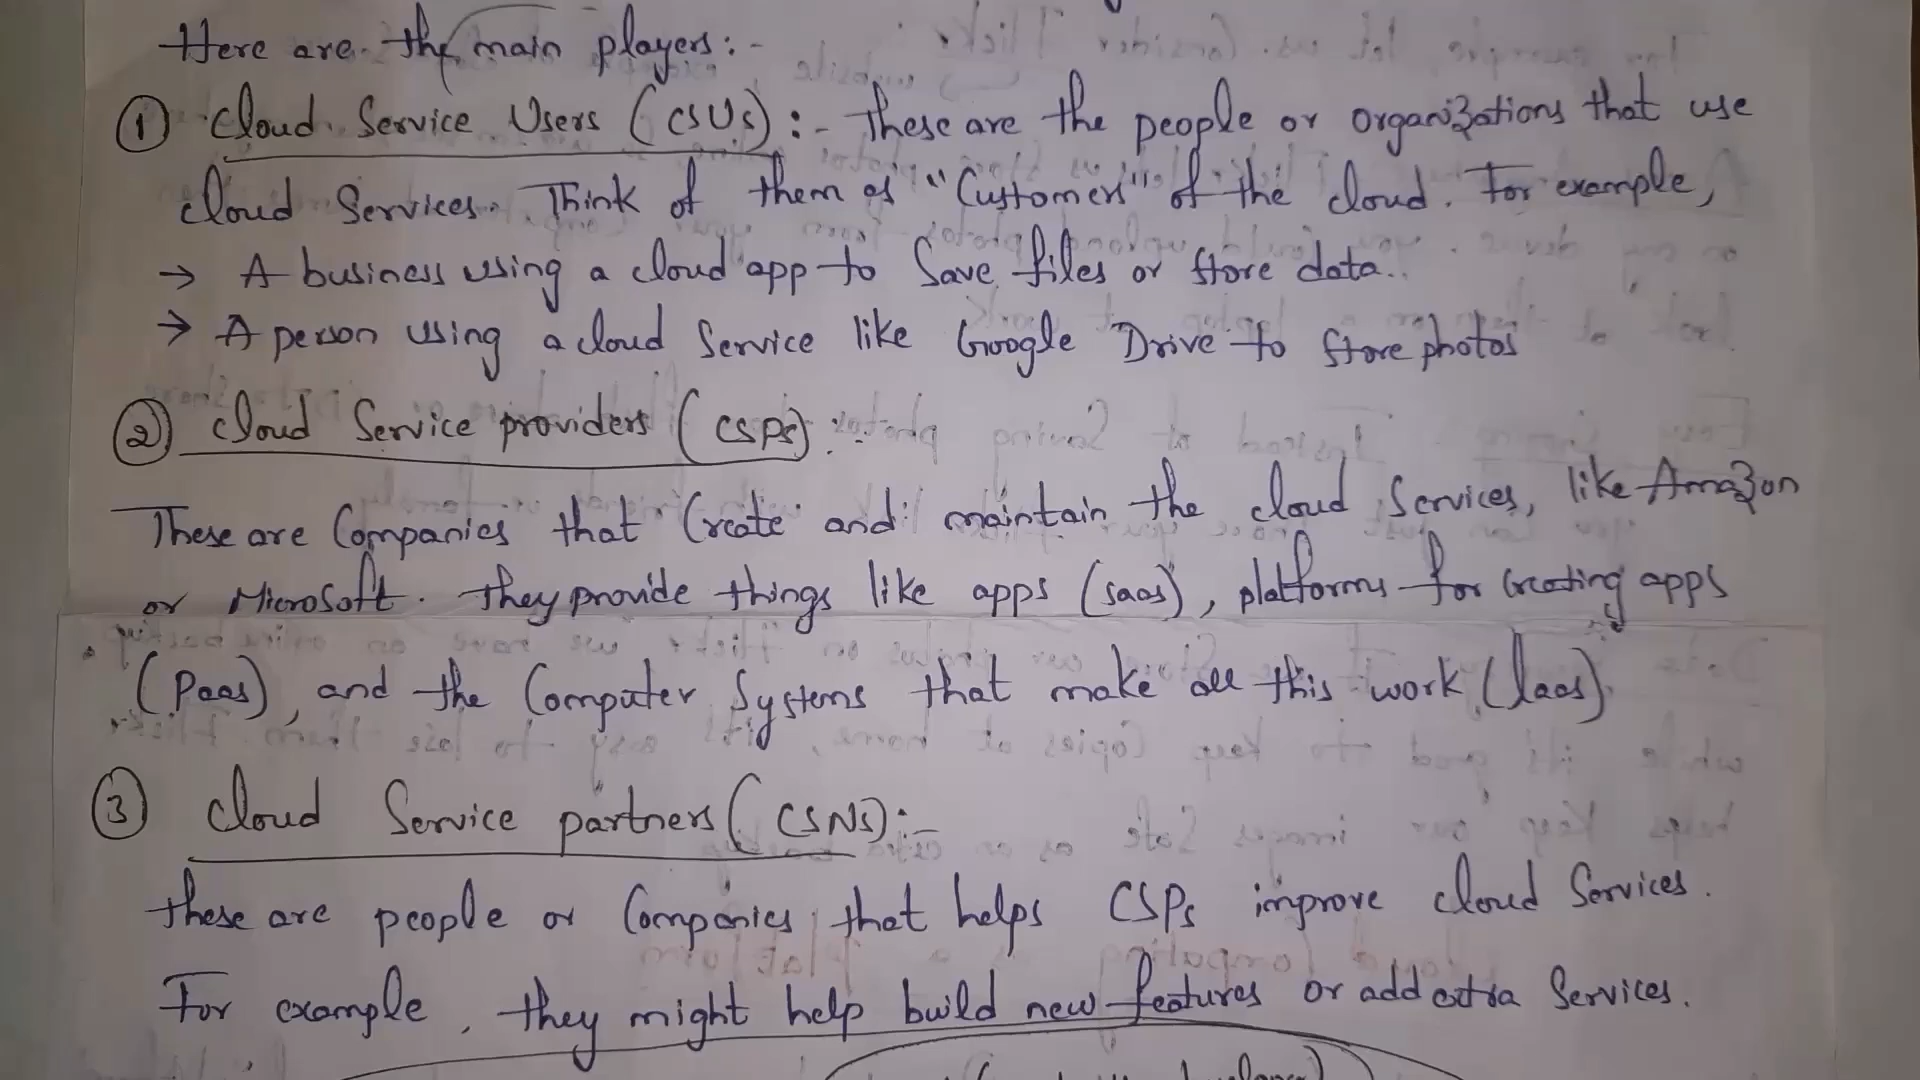 Here are the main players:-
① Cloud Service Users (CSUs):- These are the people or organizations that use
cloud Services. Think of them as "Customers" of the cloud. For example,
→ A business using a cloud app to Save files or store data.
→ A person using a cloud Service like Google Drive to store photos
② Cloud Service providers (CSPs):-
These are Companies that Create and maintain the cloud Services, like Amazon
or Microsoft. They provide things like apps (saas), platforms for creating apps
(Paas), and the Computer Systems that make all this work (Iaas).
③ Cloud Service partners (CSNs):-
these are people or Companies that helps CSPs improve cloud Services.
For example, they might help build new features or add extra Services.